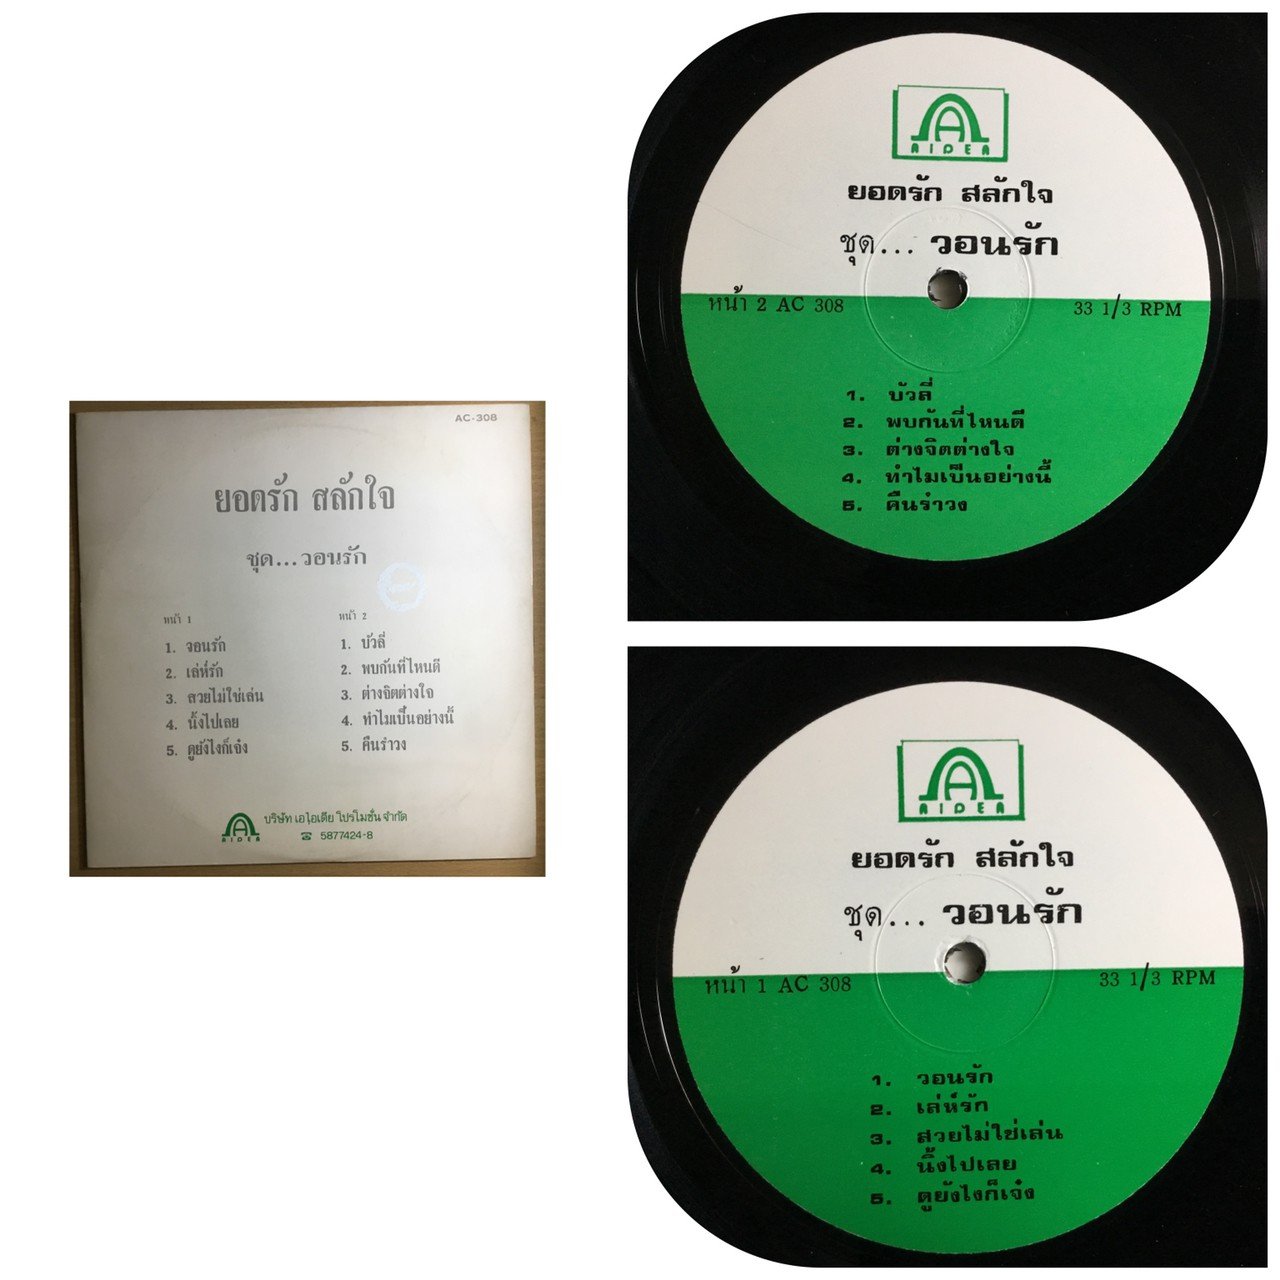 AC-308
ยอดรัก สลักใจ
ชุด...วอนรัก
หน้า 1
1. จอนรัก
2. เล่ห์รัก
3. สวยไม่ใช่เล่น
4. นิ้งไปเลย
5. ดูยังไงก็เจ๋ง
หน้า 2
1. บัวลี่
2. พบกันที่ไหนดี
3. ต่างจิตต่างใจ
4. ทำไมเป็นอย่างนี้
5. คืนรำวง
AIDEA
บริษัท เอไอเดีย โปรโมชั่น จำกัด
☎ 5877424-8
AIDEA
ยอดรัก สลักใจ
ชุด... วอนรัก
หน้า 2 AC 308
33 1/3 RPM
1. บัวลี่
2. พบกันที่ไหนดี
3. ต่างจิตต่างใจ
4. ทำไมเป็นอย่างนี้
5. คืนรำวง
AIDEA
ยอดรัก สลักใจ
ชุด... วอนรัก
หน้า 1 AC 308
33 1/3 RPM
1. วอนรัก
2. เล่ห์รัก
3. สวยไม่ใช่เล่น
4. นิ้งไปเลย
5. ดูยังไงก็เจ๋ง